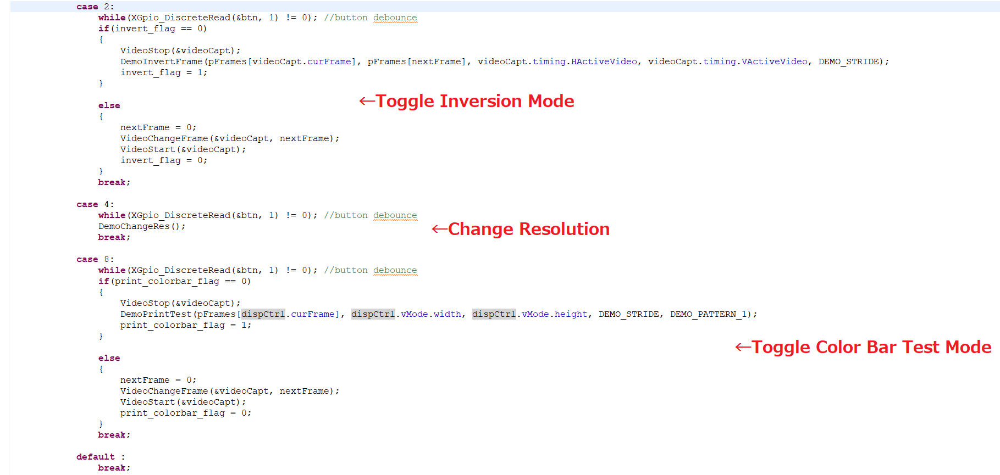 case 2:
while(XGpio_DiscreteRead(&btn, 1) != 0); //button debounce
if(invert_flag == 0)
{
VideoStop(&videoCapt);
DemoInvertFrame(pFrames[videoCapt.curFrame], pFrames[nextFrame], videoCapt.timing.HActiveVideo, videoCapt.timing.VActiveVideo, DEMO_STRIDE);
invert_flag = 1;
}
←Toggle Inversion Mode
else
{
nextFrame = 0;
VideoChangeFrame(&videoCapt, nextFrame);
VideoStart(&videoCapt);
invert_flag = 0;
}
break;
case 4:
while(XGpio_DiscreteRead(&btn, 1) != 0); //button debounce
DemoChangeRes();
←Change Resolution
break;
case 8:
while(XGpio_DiscreteRead(&btn, 1) != 0); //button debounce
if(print_colorbar_flag == 0)
{
VideoStop(&videoCapt);
DemoPrintTest(pFrames[dispCtrl.curFrame], dispCtrl.vMode.width, dispCtrl.vMode.height, DEMO_STRIDE, DEMO_PATTERN_1);
print_colorbar_flag = 1;
}
←Toggle Color Bar Test Mode
else
{
nextFrame = 0;
VideoChangeFrame(&videoCapt, nextFrame);
VideoStart(&videoCapt);
print_colorbar_flag = 0;
}
break;
default :
break;